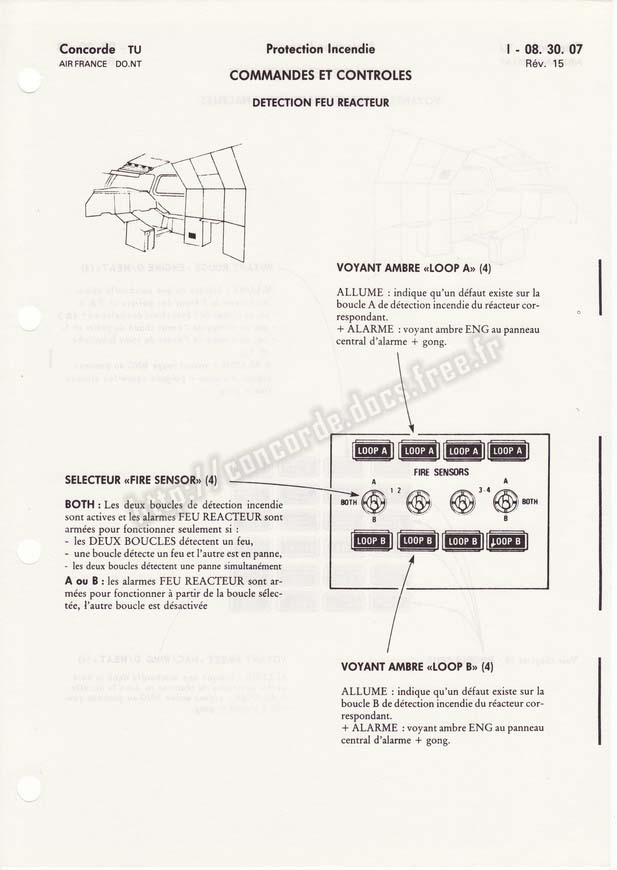 Concorde TU
AIR FRANCE DO.NT
Protection Incendie
I - 08. 30. 07
Rév. 15
COMMANDES ET CONTROLES
DETECTION FEU REACTEUR
VOYANT AMBRE «LOOP A» (4)
ALLUME : indique qu'un défaut existe sur la
boucle A de détection incendie du réacteur cor-
respondant.
+ ALARME : voyant ambre ENG au panneau
central d'alarme + gong.
LOOP A LOOP A LOOP A LOOP A
FIRE SENSORS
A A
BOTH 1 2 3-4 BOTH
B B
LOOP B LOOP B LOOP B LOOP B
SELECTEUR «FIRE SENSOR» (4)
BOTH : Les deux boucles de détection incendie
sont actives et les alarmes FEU REACTEUR sont
armées pour fonctionner seulement si :
- les DEUX BOUCLES détectent un feu,
- une boucle détecte un feu et l'autre est en panne,
- les deux boucles détectent une panne simultanément
A ou B : les alarmes FEU REACTEUR sont ar-
mées pour fonctionner à partir de la boucle sélec-
tée, l'autre boucle est désactivée
VOYANT AMBRE «LOOP B» (4)
ALLUME : indique qu'un défaut existe sur la
boucle B de détection incendie du réacteur cor-
respondant.
+ ALARME : voyant ambre ENG au panneau
central d'alarme + gong.
http://concorde.docs.free.fr